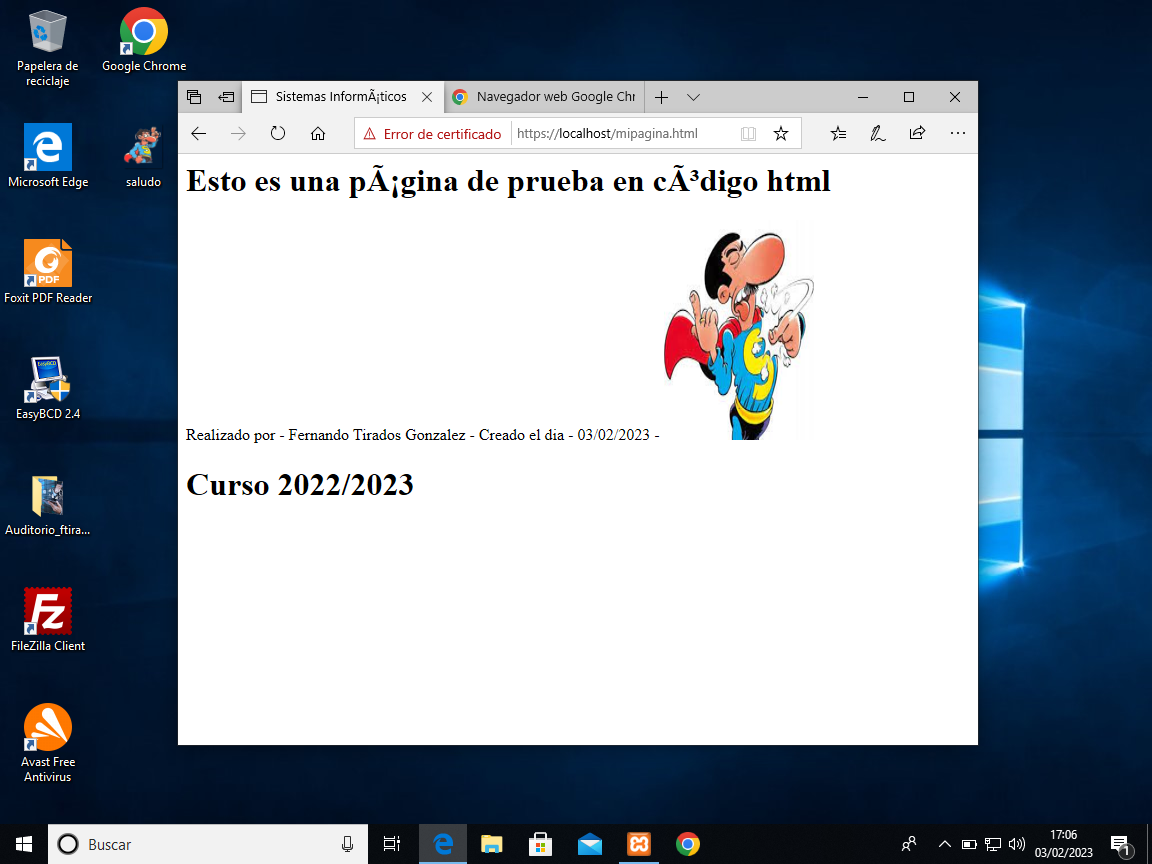 Papelera de
reciclaje
Google Chrome
Microsoft Edge
saludo
Foxit PDF Reader
PDF
EasyBCD
EasyBCD 2.4
Auditorio_ftira...
Fz
FileZilla Client
Avast Free
Antivirus
Sistemas InformÃ¡ticos
Navegador web Google Chr
Error de certificado
https://localhost/mipagina.html
Esto es una pÃ¡gina de prueba en cÃ³digo html
Realizado por - Fernando Tirados Gonzalez - Creado el dia - 03/02/2023 -
Curso 2022/2023
Buscar
17:06
03/02/2023
1